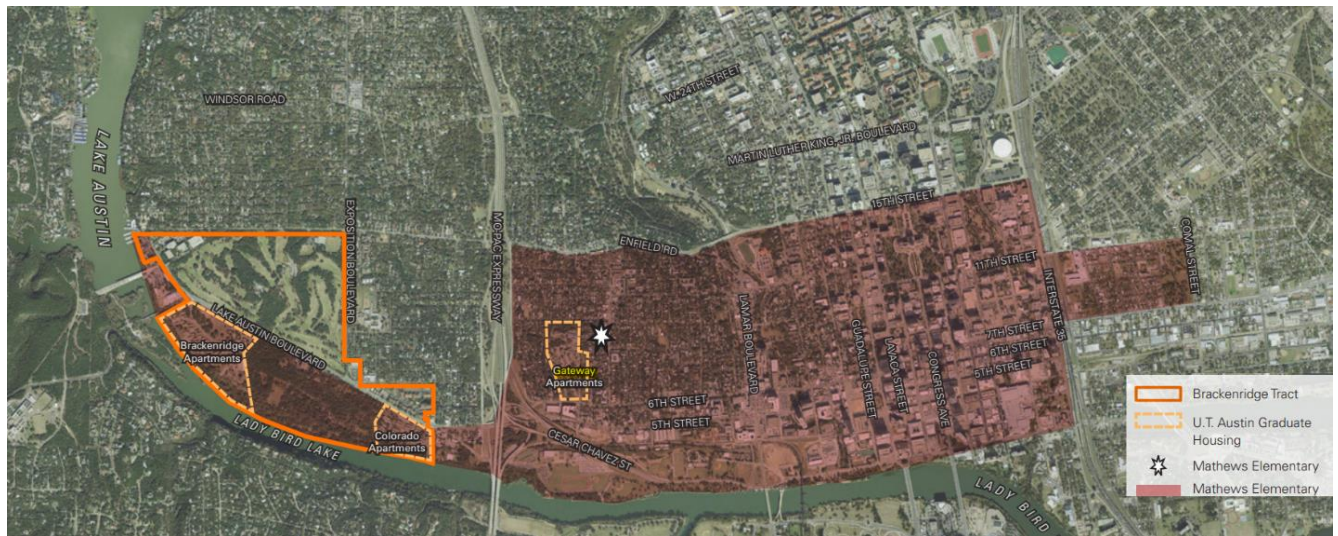 WINDSOR ROAD
LAKE AUSTIN
EXPOSITION BOULEVARD
MOPAC EXPRESSWAY
W-24TH STREET
MARTIN LUTHER KING, JR. BOULEVARD
15TH STREET
ENFIELD RD
11TH STREET
COMAL STREET
INTERSTATE 35
LAKE AUSTIN BOULEVARD
Brackenridge
Apartments
Gateway
Apartments
LAMAR BOULEVARD
GUADALUPE STREET
LAVACA STREET
CONGRESS AVE
7TH STREET
6TH STREET
5TH STREET
6TH STREET
5TH STREET
CESAR CHAVEZ ST
Colorado
Apartments
LADY BIRD LAKE
LADY BIRD
Brackenridge Tract
U.T. Austin Graduate
Housing
Mathews Elementary
Mathews Elementary